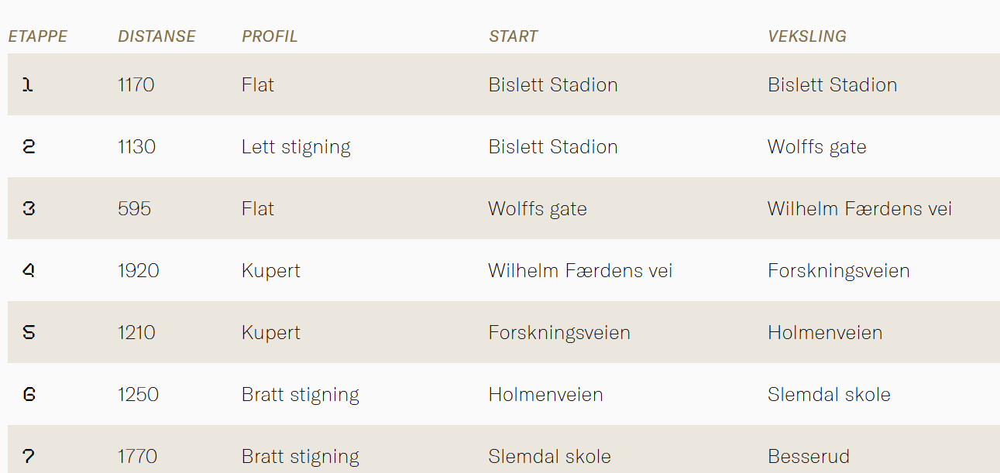 ETAPPE DISTANSE PROFIL START VEKSLING
1 1170 Flat Bislett Stadion Bislett Stadion
2 1130 Lett stigning Bislett Stadion Wolffs gate
3 595 Flat Wolffs gate Wilhelm Færdens vei
4 1920 Kupert Wilhelm Færdens vei Forskningsveien
5 1210 Kupert Forskningsveien Holmenveien
6 1250 Bratt stigning Holmenveien Slemdal skole
7 1770 Bratt stigning Slemdal skole Besserud